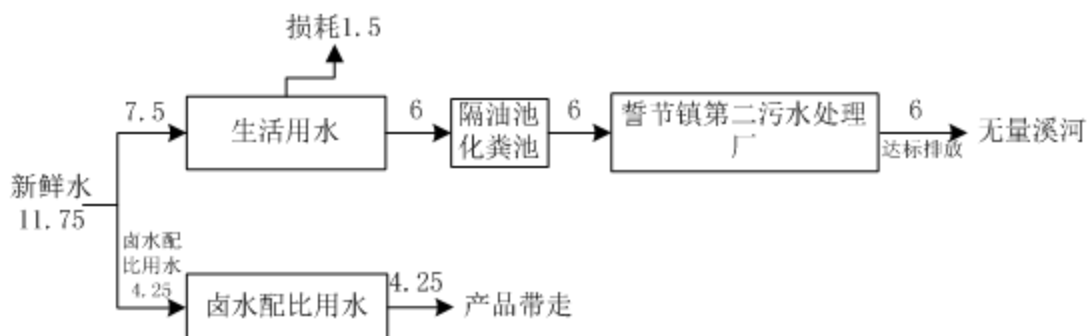 损耗1.5
7.5
生活用水
6
隔油池
化粪池
6
誓节镇第二污水处理
厂
6
达标排放
无量溪河
新鲜水
11.75
卤水配
比用水
4.25
卤水配比用水
4.25
产品带走